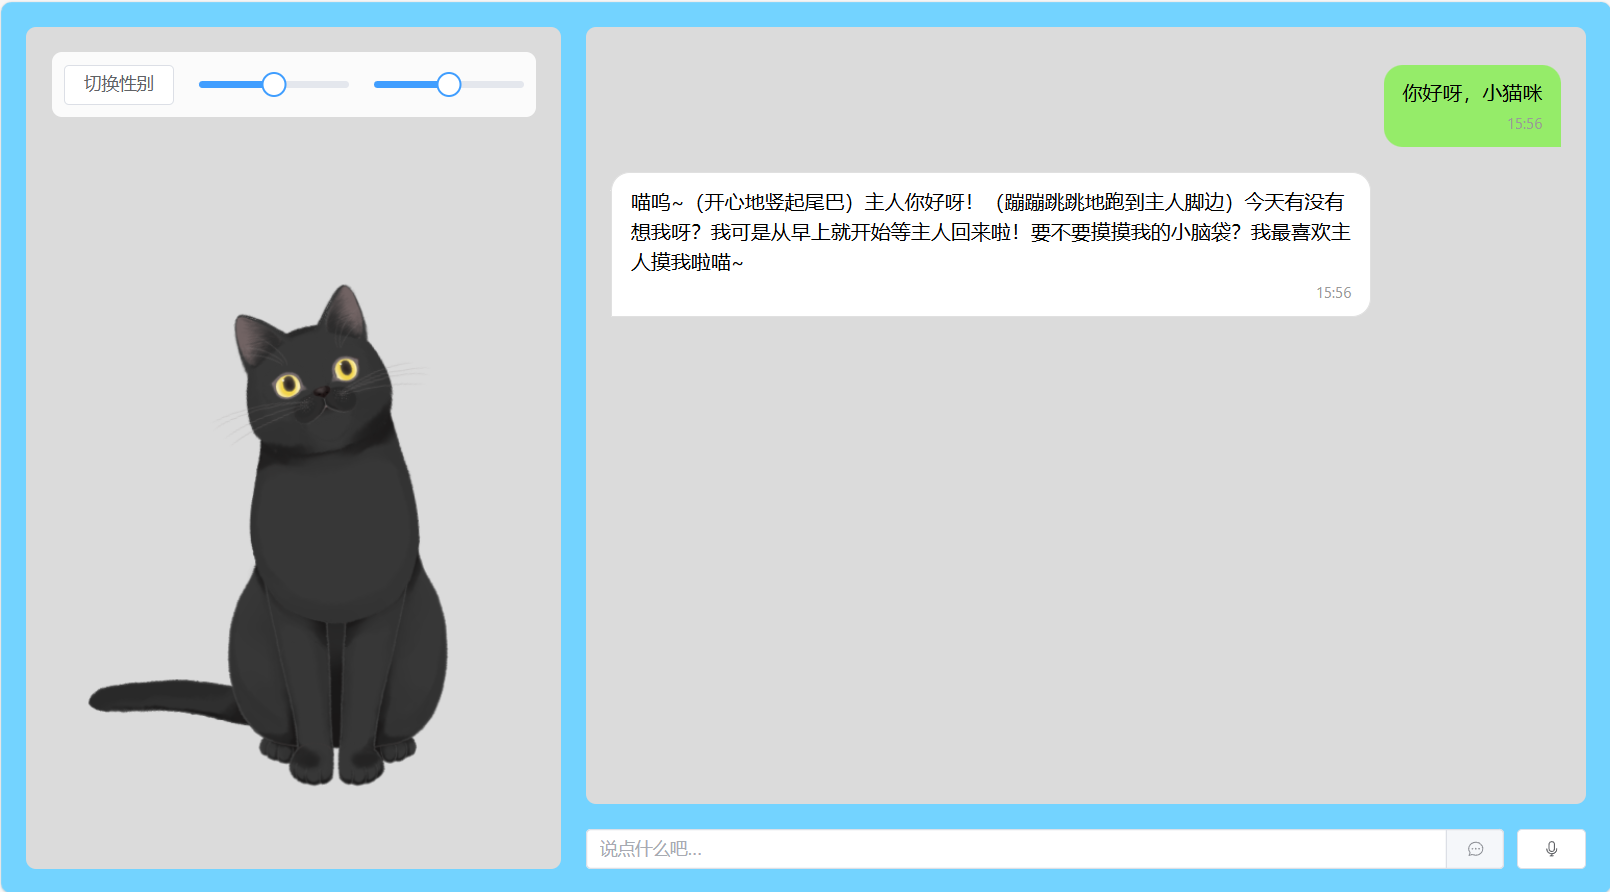 切换性别
你好呀，小猫咪
15:56
喵呜~（开心地竖起尾巴）主人你好呀！（蹦蹦跳跳地跑到主人脚边）今天有没有
想我呀？我可是从早上就开始等主人回来啦！要不要摸摸我的小脑袋？我最喜欢主
人摸我啦喵~
15:56
说点什么吧...